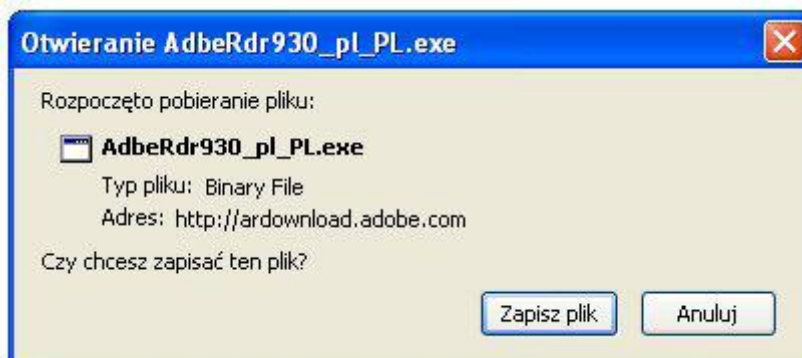 Otwieranie AdbeRdr930_pl_PL.exe
Rozpoczęto pobieranie pliku:
AdbeRdr930_pl_PL.exe
Typ pliku: Binary File
Adres: http://ardownload.adobe.com
Czy chcesz zapisać ten plik?
Zapisz plik Anuluj